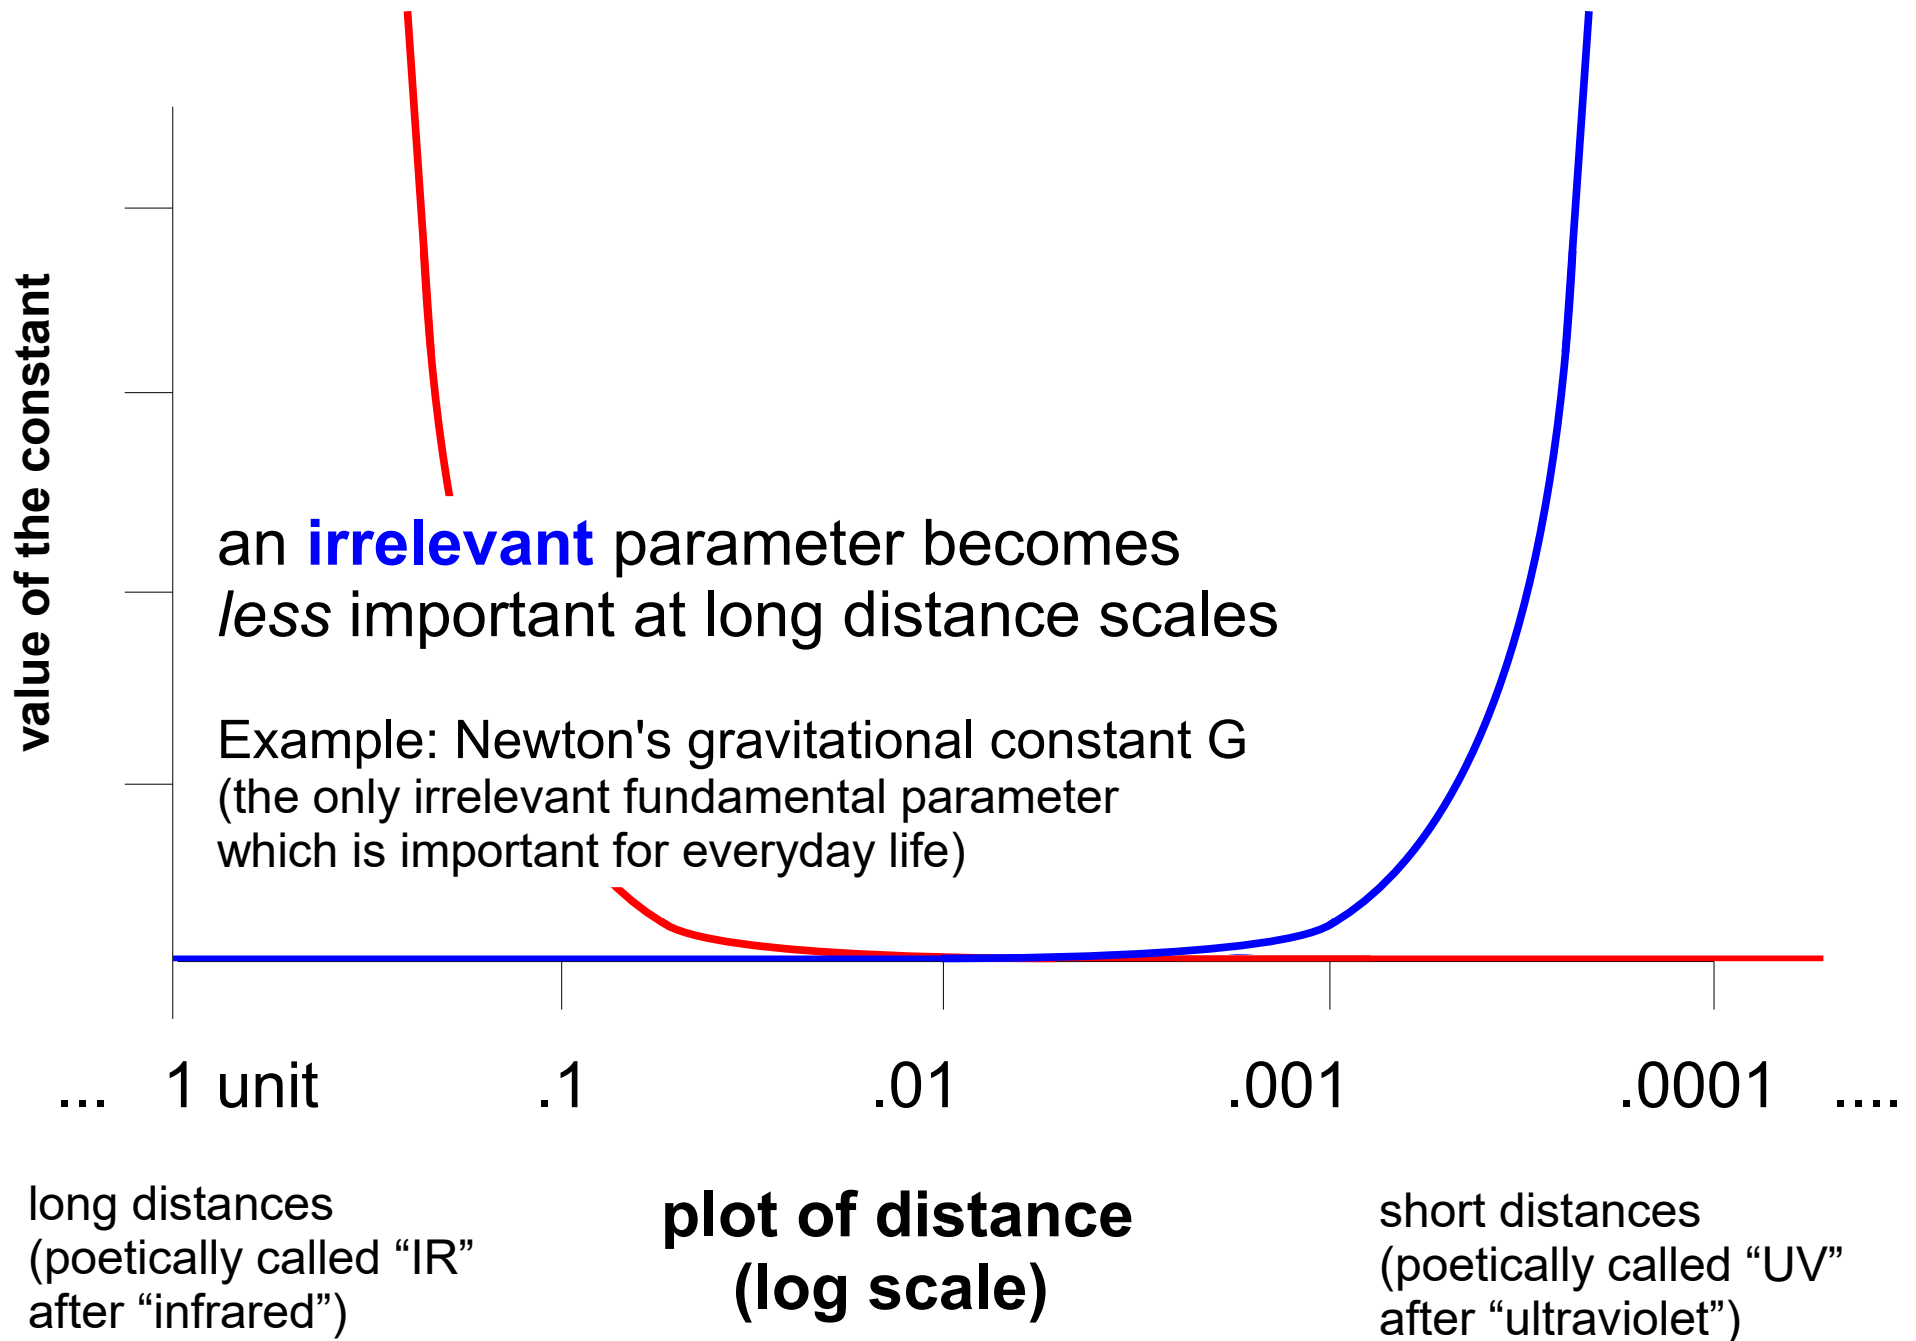 value of the constant
an irrelevant parameter becomes
less important at long distance scales
Example: Newton's gravitational constant G
(the only irrelevant fundamental parameter
which is important for everyday life)
... 1 unit .1 .01 .001 .0001 ....
long distances
(poetically called “IR”
after “infrared”)
plot of distance
(log scale)
short distances
(poetically called “UV”
after “ultraviolet”)